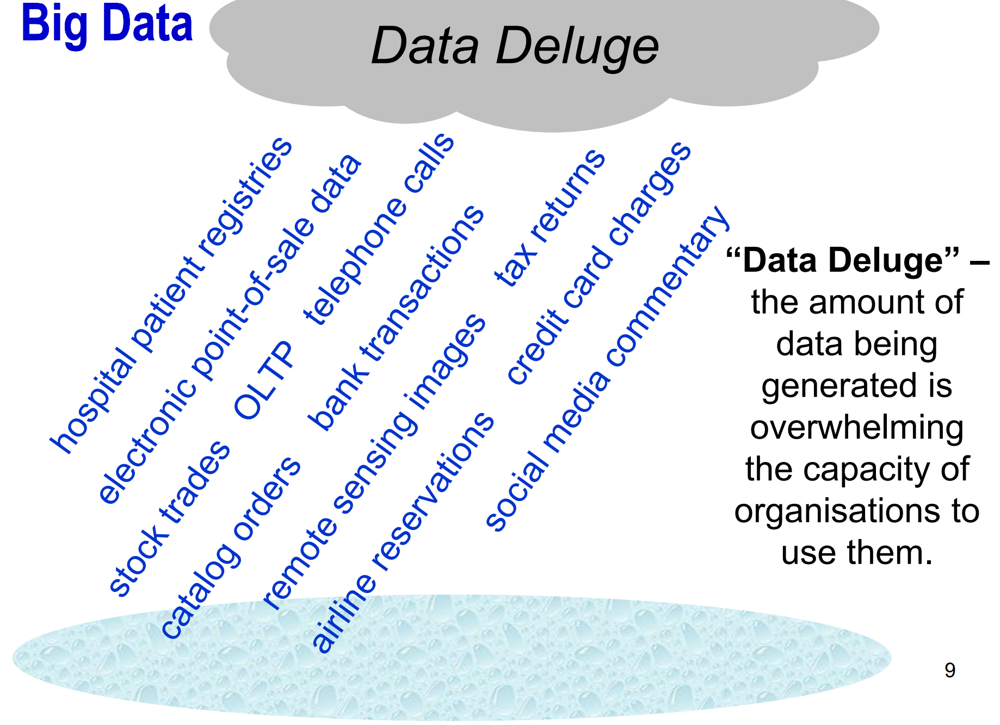 Big Data
Data Deluge
hospital patient registries
electronic point-of-sale data
stock trades
OLTP
telephone calls
catalog orders
bank transactions
remote sensing images
tax returns
airline reservations
credit card charges
social media commentary
“Data Deluge” –
the amount of
data being
generated is
overwhelming
the capacity of
organisations to
use them.
9